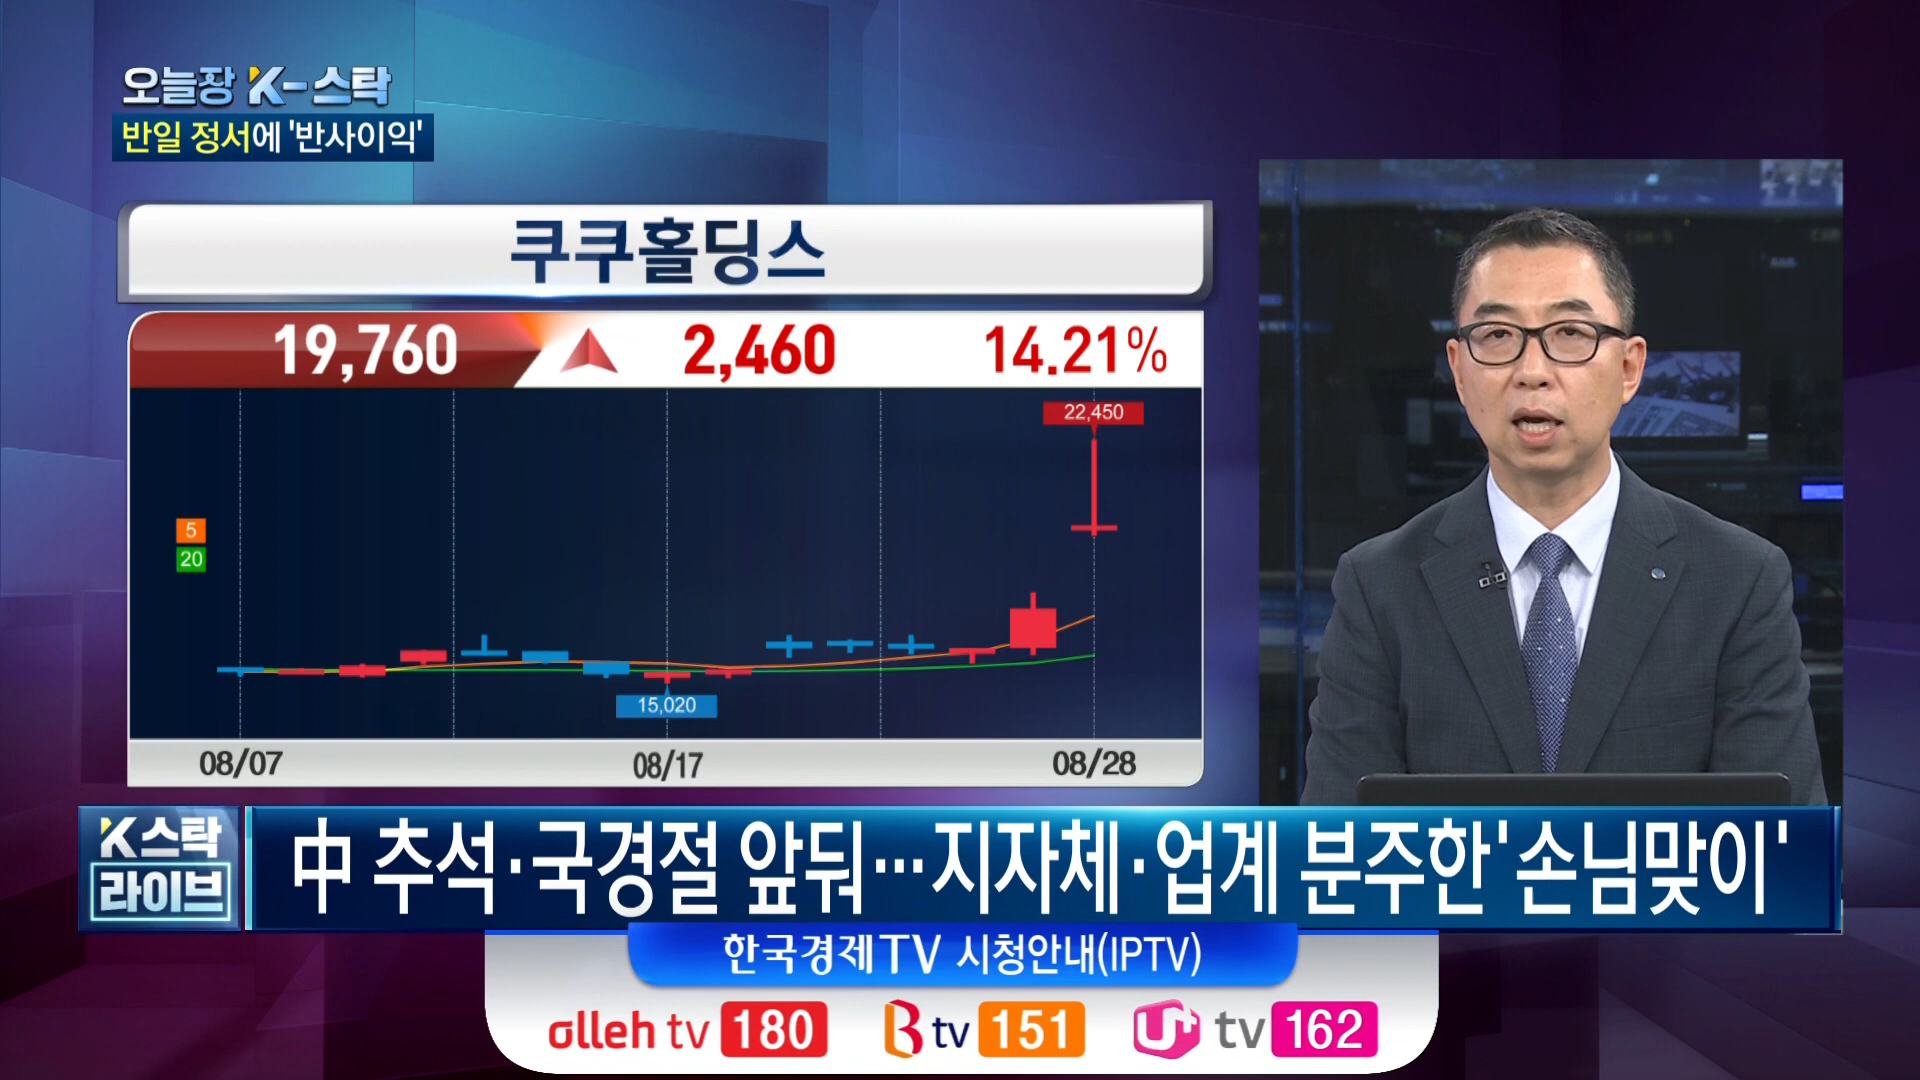 오늘장 K-스탁
반일 정서에 '반사이익'
쿠쿠홀딩스
19,760 2,460 14.21%
22,450
5
20
15,020
08/07 08/17 08/28
K스탁
라이브
中 추석·국경절 앞둬…지자체·업계 분주한'손님맞이'
한국경제TV 시청안내(IPTV)
olleh tv 180 B tv 151 U+ tv 162